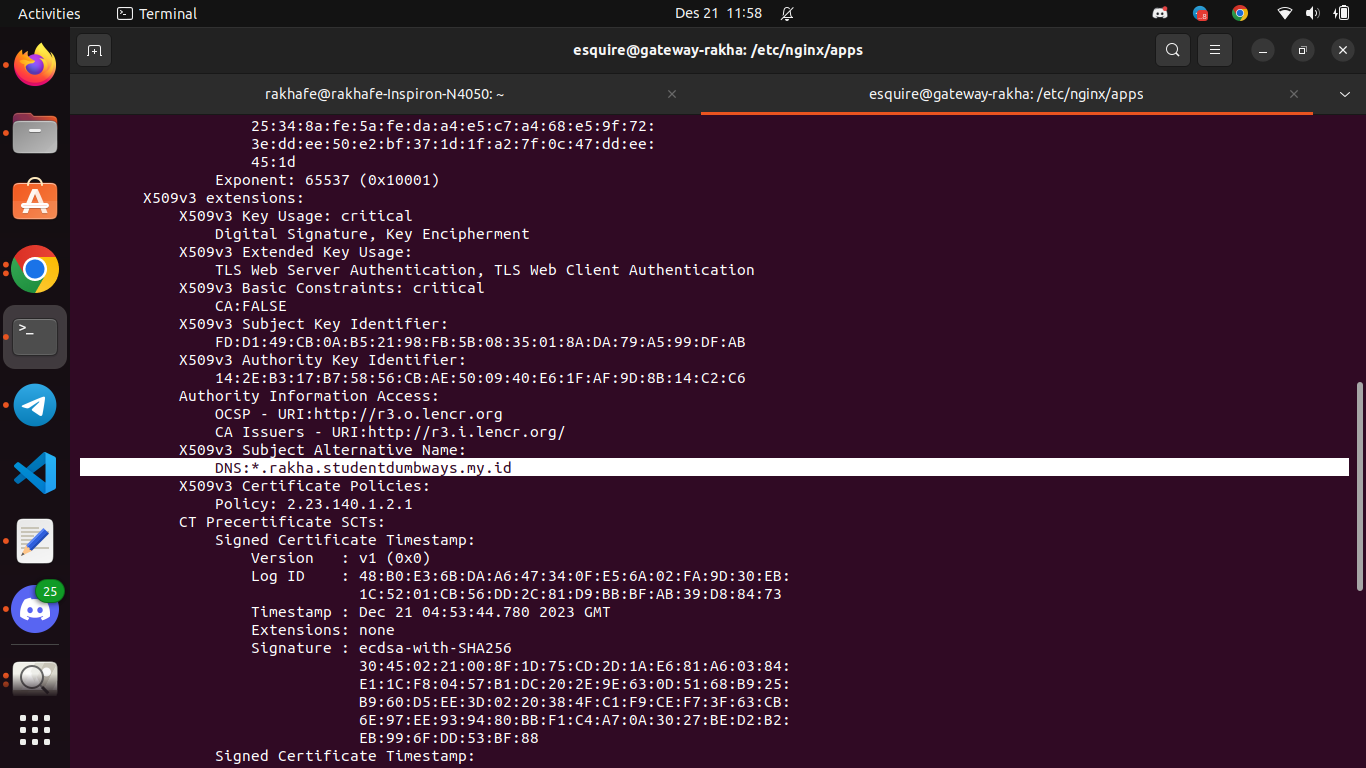 Activities
Terminal
Des 21 11:58
8
esquire@gateway-rakha: /etc/nginx/apps
rakhafe@rakhafe-Inspiron-N4050: ~
esquire@gateway-rakha: /etc/nginx/apps
25:34:8a:fe:5a:fe:da:a4:e5:c7:a4:68:e5:9f:72:
3e:dd:ee:50:e2:bf:37:1d:1f:a2:7f:0c:47:dd:ee:
45:1d
Exponent: 65537 (0x10001)
X509v3 extensions:
X509v3 Key Usage: critical
Digital Signature, Key Encipherment
X509v3 Extended Key Usage:
TLS Web Server Authentication, TLS Web Client Authentication
X509v3 Basic Constraints: critical
CA:FALSE
X509v3 Subject Key Identifier:
FD:D1:49:CB:0A:B5:21:98:FB:5B:08:35:01:8A:DA:79:A5:99:DF:AB
X509v3 Authority Key Identifier:
14:2E:B3:17:B7:58:56:CB:AE:50:09:40:E6:1F:AF:9D:8B:14:C2:C6
Authority Information Access:
OCSP - URI:http://r3.o.lencr.org
CA Issuers - URI:http://r3.i.lencr.org/
X509v3 Subject Alternative Name:
DNS:*.rakha.studentdumbways.my.id
X509v3 Certificate Policies:
Policy: 2.23.140.1.2.1
CT Precertificate SCTs:
Signed Certificate Timestamp:
Version : v1 (0x0)
Log ID : 48:B0:E3:6B:DA:A6:47:34:0F:E5:6A:02:FA:9D:30:EB:
1C:52:01:CB:56:DD:2C:81:D9:BB:BF:AB:39:D8:84:73
Timestamp : Dec 21 04:53:44.780 2023 GMT
Extensions: none
Signature : ecdsa-with-SHA256
30:45:02:21:00:8F:1D:75:CD:2D:1A:E6:81:A6:03:84:
E1:1C:F8:04:57:B1:DC:20:2E:9E:63:0D:51:68:B9:25:
B9:60:D5:EE:3D:02:20:38:4F:C1:F9:CE:F7:3F:63:CB:
6E:97:EE:93:94:80:BB:F1:C4:A7:0A:30:27:BE:D2:B2:
EB:99:6F:DD:53:BF:88
Signed Certificate Timestamp:
25